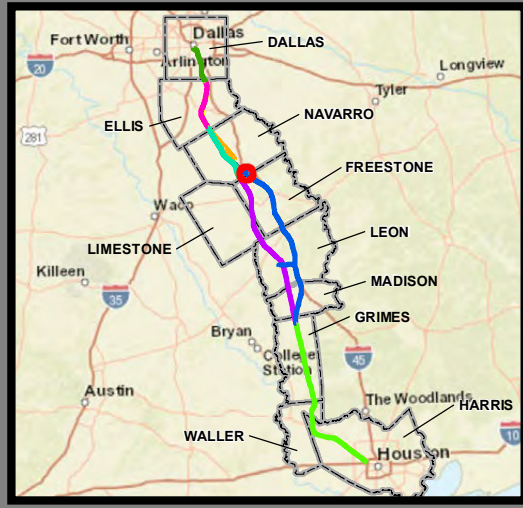 Fort Worth
Dallas
DALLAS
Arlington
20
Longview
Tyler
281
ELLIS
NAVARRO
FREESTONE
Waco
LEON
LIMESTONE
Killeen
MADISON
35
GRIMES
Bryan
College
Station
45
Austin
The Woodlands
HARRIS
WALLER
10
Houston